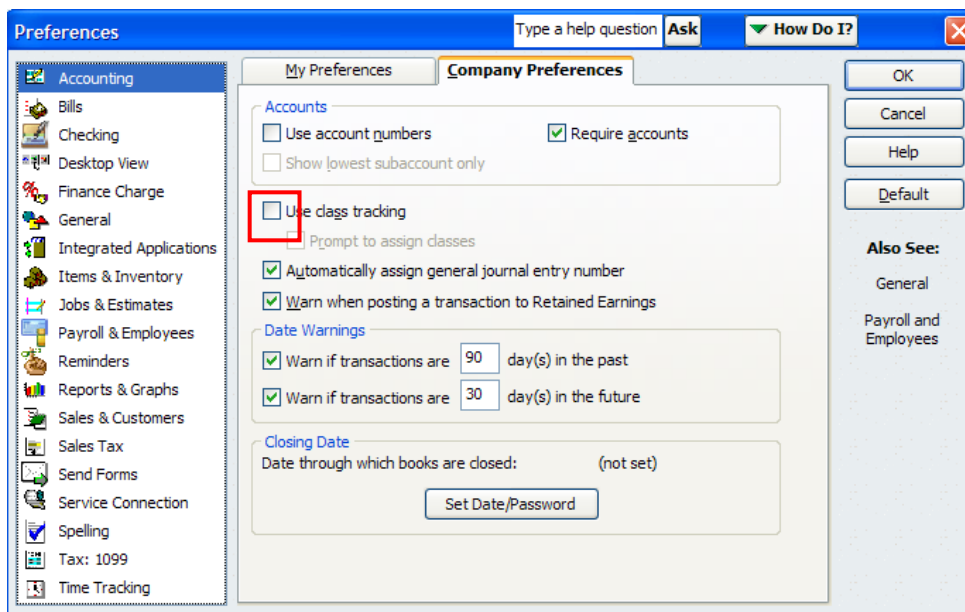 Preferences
Type a help question Ask
How Do I?
Accounting
Bills
Checking
Desktop View
Finance Charge
General
Integrated Applications
Items & Inventory
Jobs & Estimates
Payroll & Employees
Reminders
Reports & Graphs
Sales & Customers
Sales Tax
Send Forms
Service Connection
Spelling
Tax: 1099
Time Tracking
My Preferences
Company Preferences
Accounts
Use account numbers
Require accounts
Show lowest subaccount only
Use class tracking
Prompt to assign classes
Automatically assign general journal entry number
Warn when posting a transaction to Retained Earnings
Date Warnings
Warn if transactions are 90 day(s) in the past
Warn if transactions are 30 day(s) in the future
Closing Date
Date through which books are closed: (not set)
Set Date/Password
OK
Cancel
Help
Default
Also See:
General
Payroll and
Employees